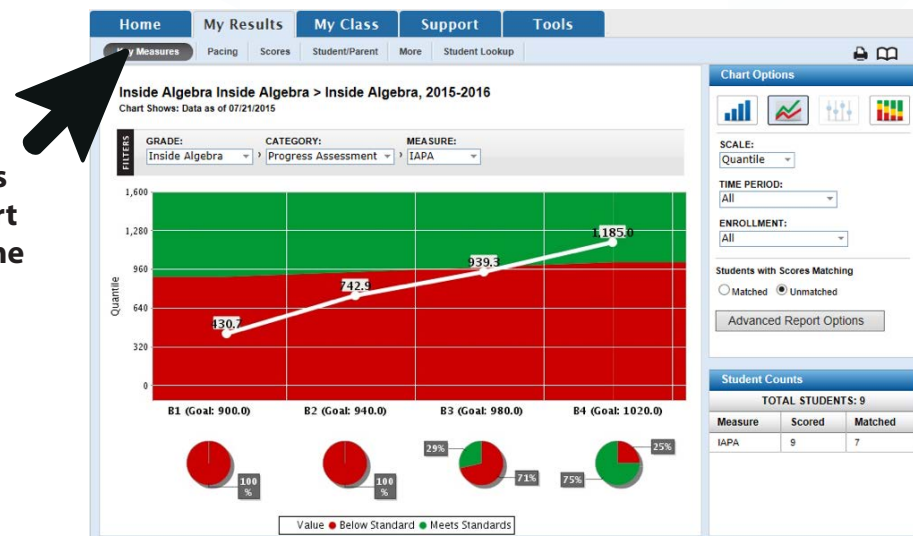 Home My Results My Class Support Tools
Key Measures Pacing Scores Student/Parent More Student Lookup
Inside Algebra Inside Algebra > Inside Algebra, 2015-2016
Chart Shows: Data as of 07/21/2015
FILTERS
GRADE: CATEGORY: MEASURE:
Inside Algebra Progress Assessment IAPA
s
rt
ne
Quantile
1,600
1,280
960
640
320
0
430.7
742.9
939.3
1,185.0
B1 (Goal: 900.0) B2 (Goal: 940.0) B3 (Goal: 980.0) B4 (Goal: 1020.0)
100
%
100
%
29%
71%
75%
25%
Value Below Standard Meets Standards
Chart Options
SCALE:
Quantile
TIME PERIOD:
All
ENROLLMENT:
All
Students with Scores Matching
Matched Unmatched
Advanced Report Options
Student Counts
TOTAL STUDENTS: 9
Measure Scored Matched
IAPA 9 7